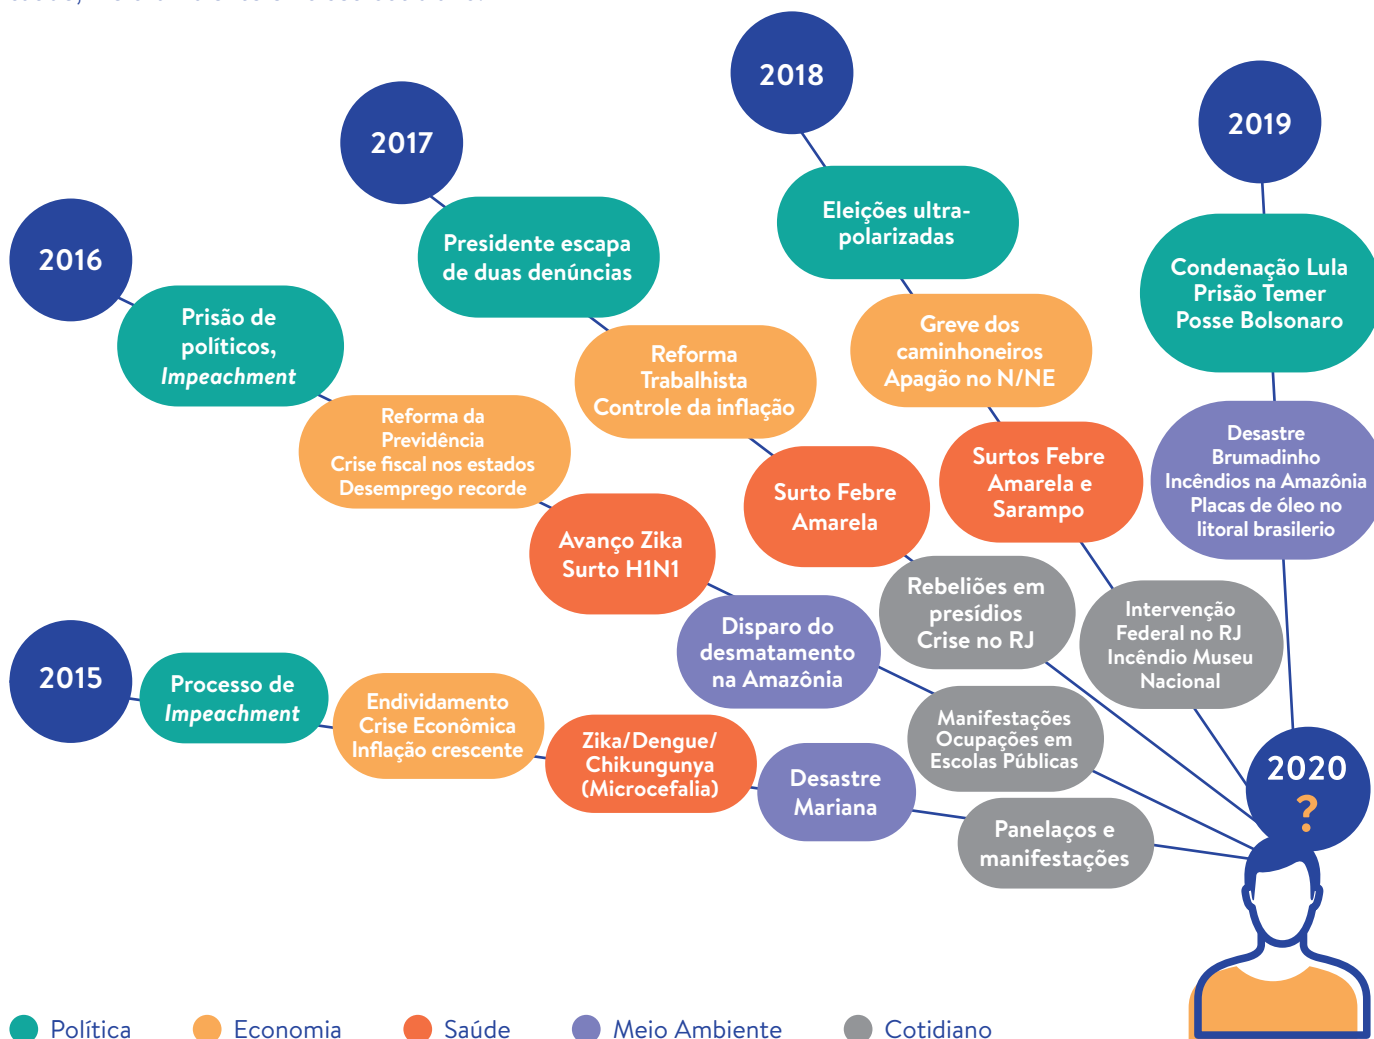 2015
Processo de
Impeachment
Endividamento
Crise Econômica
Inflação crescente
Zika/Dengue/
Chikungunya
(Microcefalia)
Desastre
Mariana
Panelaços e
manifestações
2016
Prisão de
políticos,
Impeachment
Reforma da
Previdência
Crise fiscal nos estados
Desemprego recorde
Avanço Zika
Surto H1N1
Disparo do
desmatamento
na Amazônia
Manifestações
Ocupações em
Escolas Públicas
2017
Presidente escapa
de duas denúncias
Reforma
Trabalhista
Controle da inflação
Surto Febre
Amarela
Rebeliões em
presídios
Crise no RJ
2018
Eleições ultra-
polarizadas
Greve dos
caminhoneiros
Apagão no N/NE
Surtos Febre
Amarela e
Sarampo
Intervenção
Federal no RJ
Incêndio Museu
Nacional
2019
Condenação Lula
Prisão Temer
Posse Bolsonaro
Desastre
Brumadinho
Incêndios na Amazônia
Placas de óleo no
litoral brasilerio
2020
?
Política
Economia
Saúde
Meio Ambiente
Cotidiano